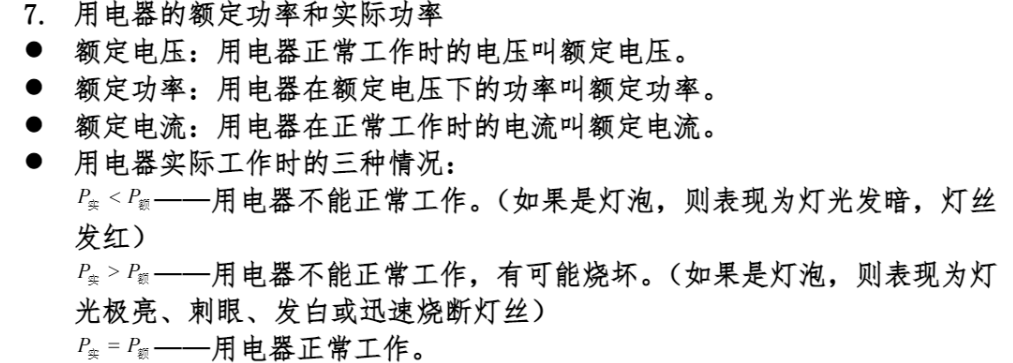 7. 用电器的额定功率和实际功率
● 额定电压：用电器正常工作时的电压叫额定电压。
● 额定功率：用电器在额定电压下的功率叫额定功率。
● 额定电流：用电器在正常工作时的电流叫额定电流。
● 用电器实际工作时的三种情况：
P实 < P额——用电器不能正常工作。（如果是灯泡，则表现为灯光发暗，灯丝
发红）
P实 > P额——用电器不能正常工作，有可能烧坏。（如果是灯泡，则表现为灯
光极亮、刺眼、发白或迅速烧断灯丝）
P实 = P额——用电器正常工作。